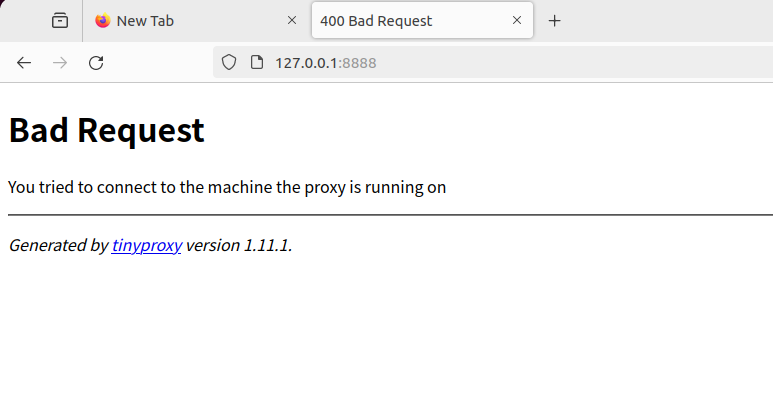 New Tab
400 Bad Request
127.0.0.1:8888
Bad Request
You tried to connect to the machine the proxy is running on
Generated by tinyproxy version 1.11.1.